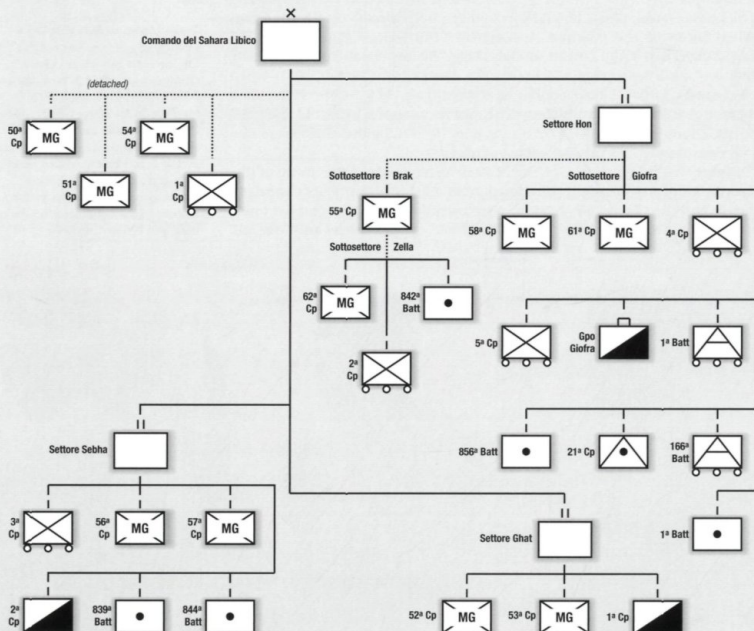 Comando del Sahara Libico
(detached)
50ª Cp
MG
54ª Cp
MG
51ª Cp
MG
1ª Cp
Settore Hon
Sottosettore Brak
55ª Cp
MG
Sottosettore Zella
62ª Cp
MG
842ª Batt
2ª Cp
Sottosettore Giofra
58ª Cp
MG
61ª Cp
MG
4ª Cp
5ª Cp
Gpo Giofra
1ª Batt
856ª Batt
21ª Cp
166ª Batt
1ª Batt
Settore Sebha
3ª Cp
56ª Cp
MG
57ª Cp
MG
2ª Cp
839ª Batt
844ª Batt
Settore Ghat
52ª Cp
MG
53ª Cp
MG
1ª Cp